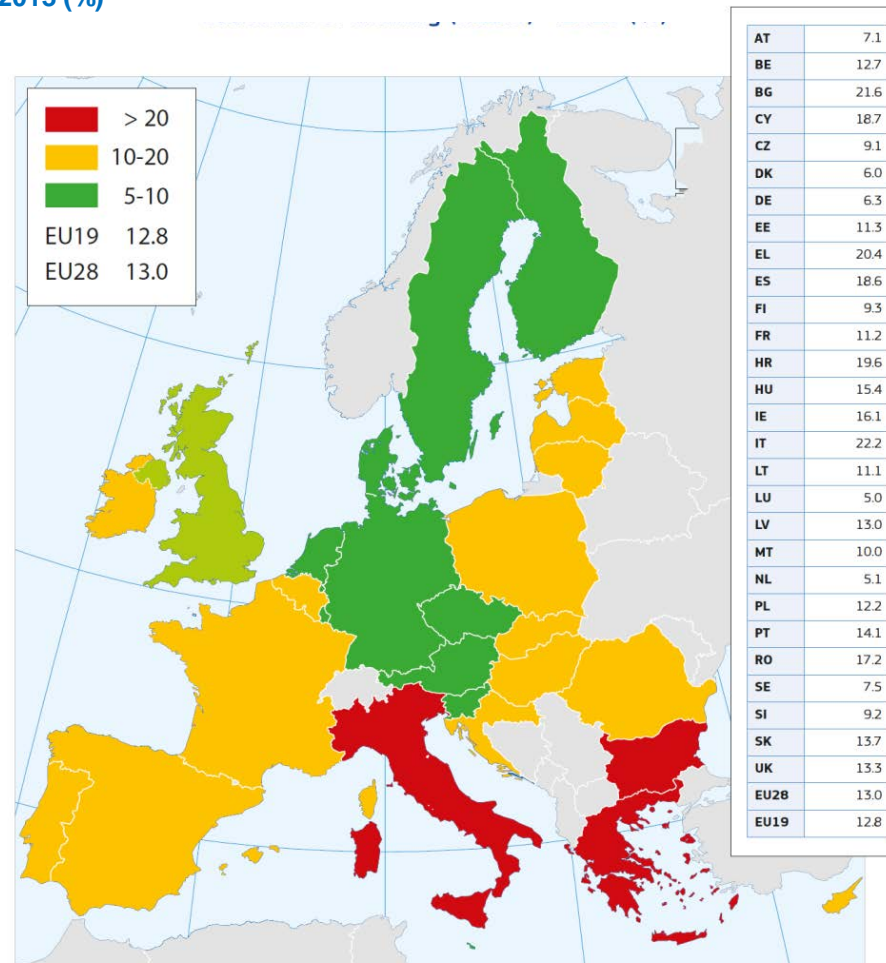 2015 (%)
> 20
10-20
5-10
EU19 12.8
EU28 13.0
AT 7.1
BE 12.7
BG 21.6
CY 18.7
CZ 9.1
DK 6.0
DE 6.3
EE 11.3
EL 20.4
ES 18.6
FI 9.3
FR 11.2
HR 19.6
HU 15.4
IE 16.1
IT 22.2
LT 11.1
LU 5.0
LV 13.0
MT 10.0
NL 5.1
PL 12.2
PT 14.1
RO 17.2
SE 7.5
SI 9.2
SK 13.7
UK 13.3
EU28 13.0
EU19 12.8